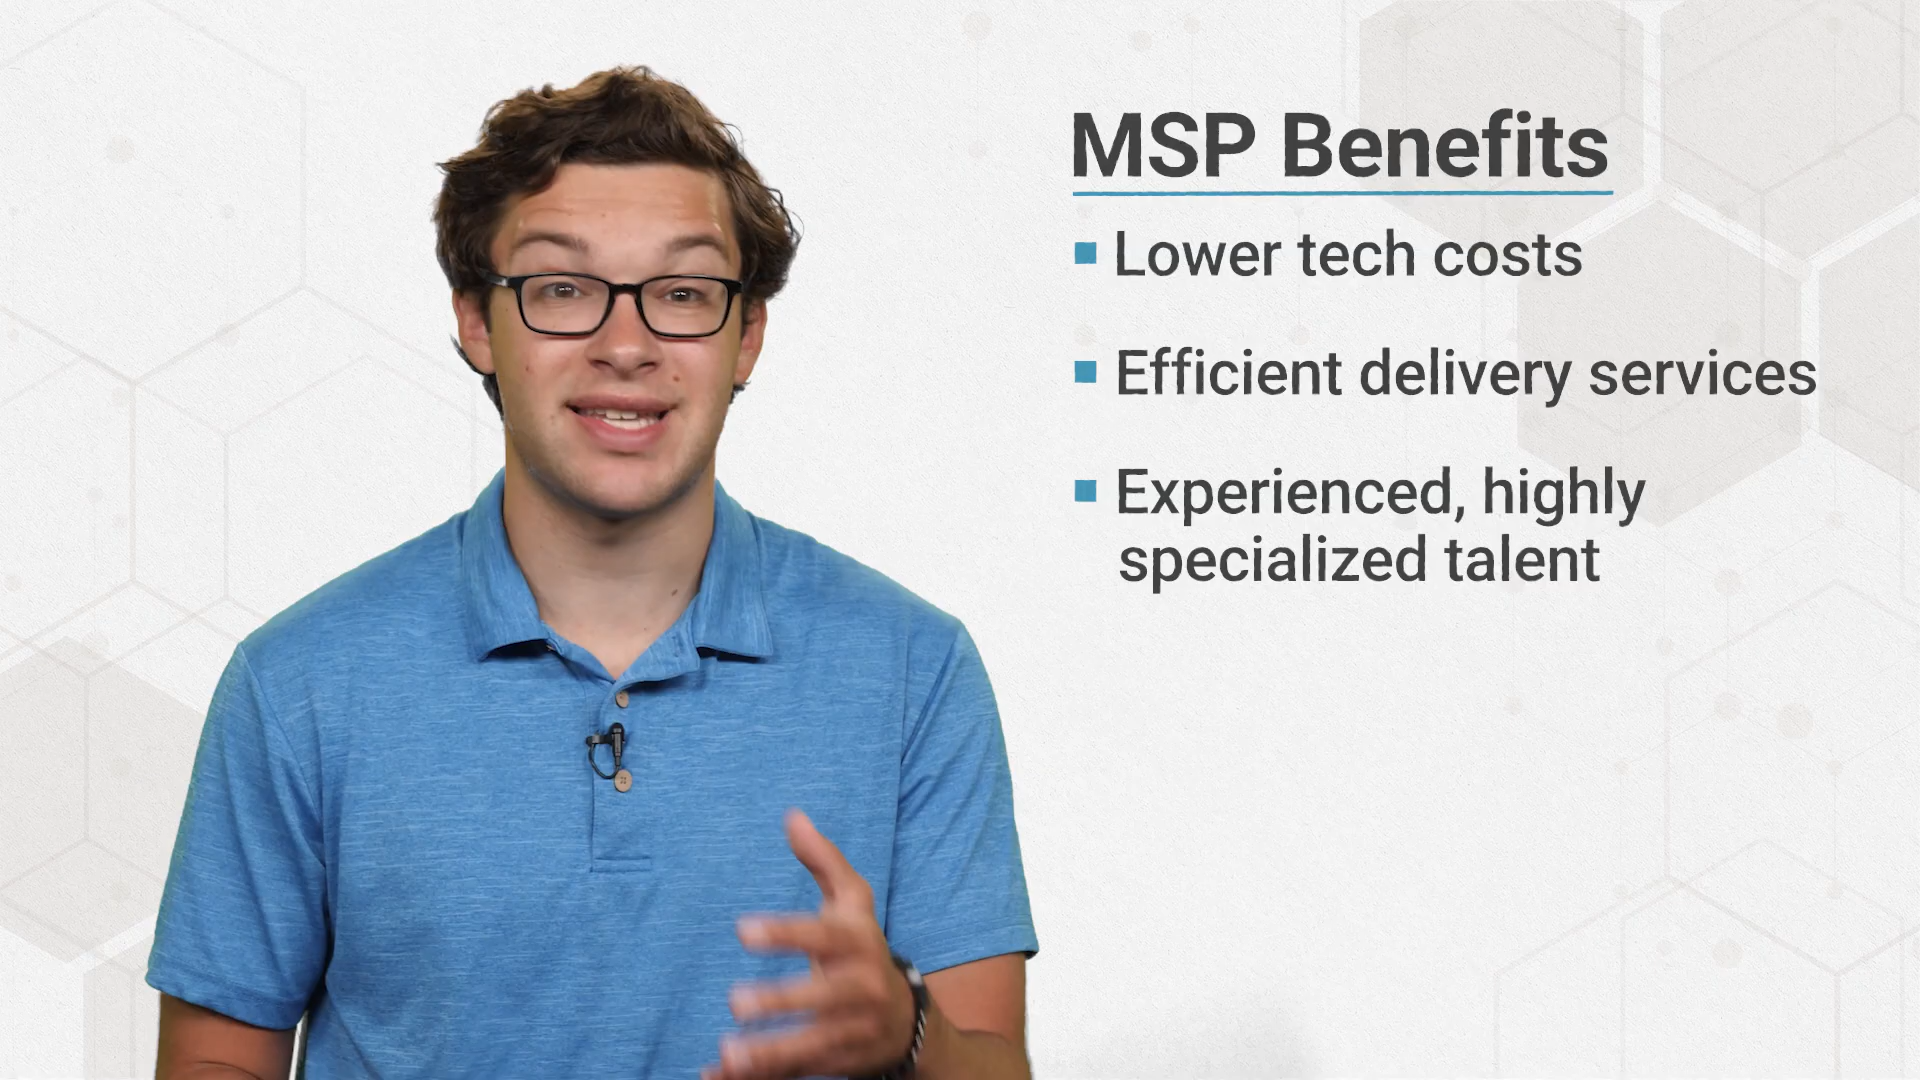 MSP Benefits
Lower tech costs
Efficient delivery services
Experienced, highly
specialized talent